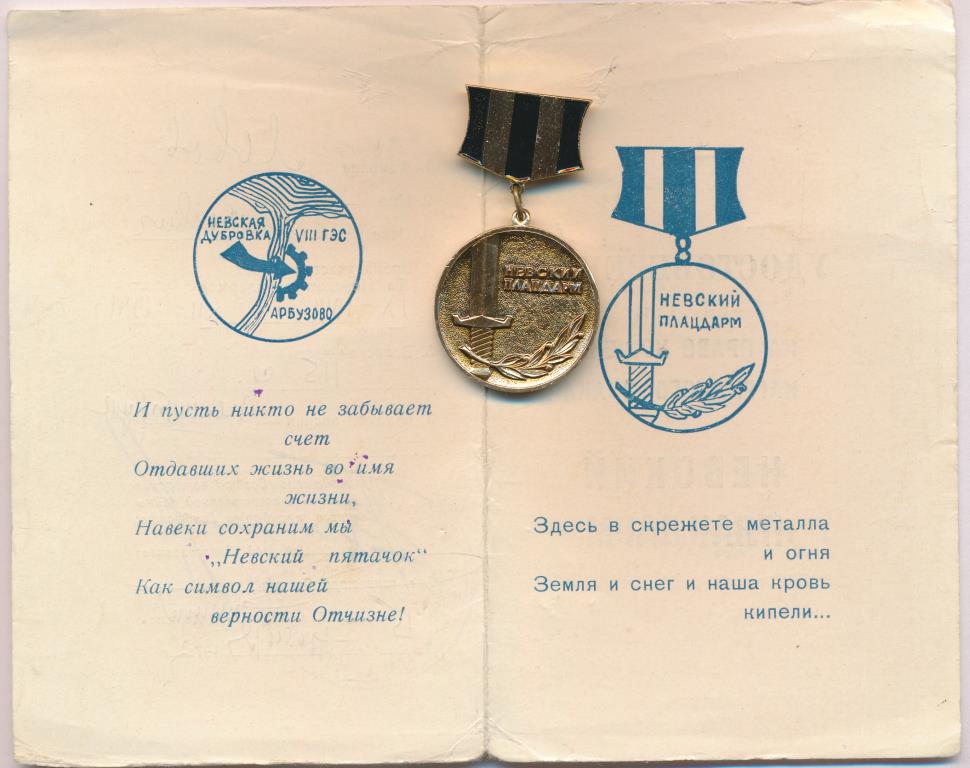 НЕВСКАЯ
ДУБРОВКА
VIII ГЭС
АРБУЗОВО
И пусть никто не забывает
счет
Отдавших жизнь во имя
жизни,
Навеки сохраним мы
„Невский пятачок“
Как символ нашей
верности Отчизне!
НЕВСКИЙ
ПЛАЦДАРМ
НЕВСКИЙ
ПЛАЦДАРМ
Здесь в скрежете металла
и огня
Земля и снег и наша кровь
кипели...